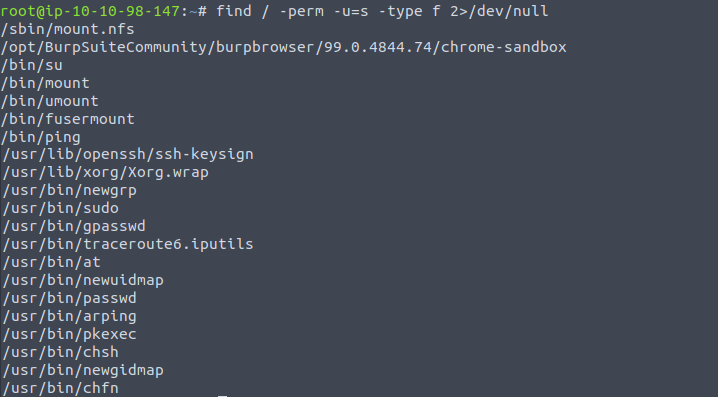 root@ip-10-10-98-147:~# find / -perm -u=s -type f 2>/dev/null
/sbin/mount.nfs
/opt/BurpSuiteCommunity/burpbrowser/99.0.4844.74/chrome-sandbox
/bin/su
/bin/mount
/bin/umount
/bin/fusermount
/bin/ping
/usr/lib/openssh/ssh-keysign
/usr/lib/xorg/Xorg.wrap
/usr/bin/newgrp
/usr/bin/sudo
/usr/bin/gpasswd
/usr/bin/traceroute6.iputils
/usr/bin/at
/usr/bin/newuidmap
/usr/bin/passwd
/usr/bin/arping
/usr/bin/pkexec
/usr/bin/chsh
/usr/bin/newgidmap
/usr/bin/chfn